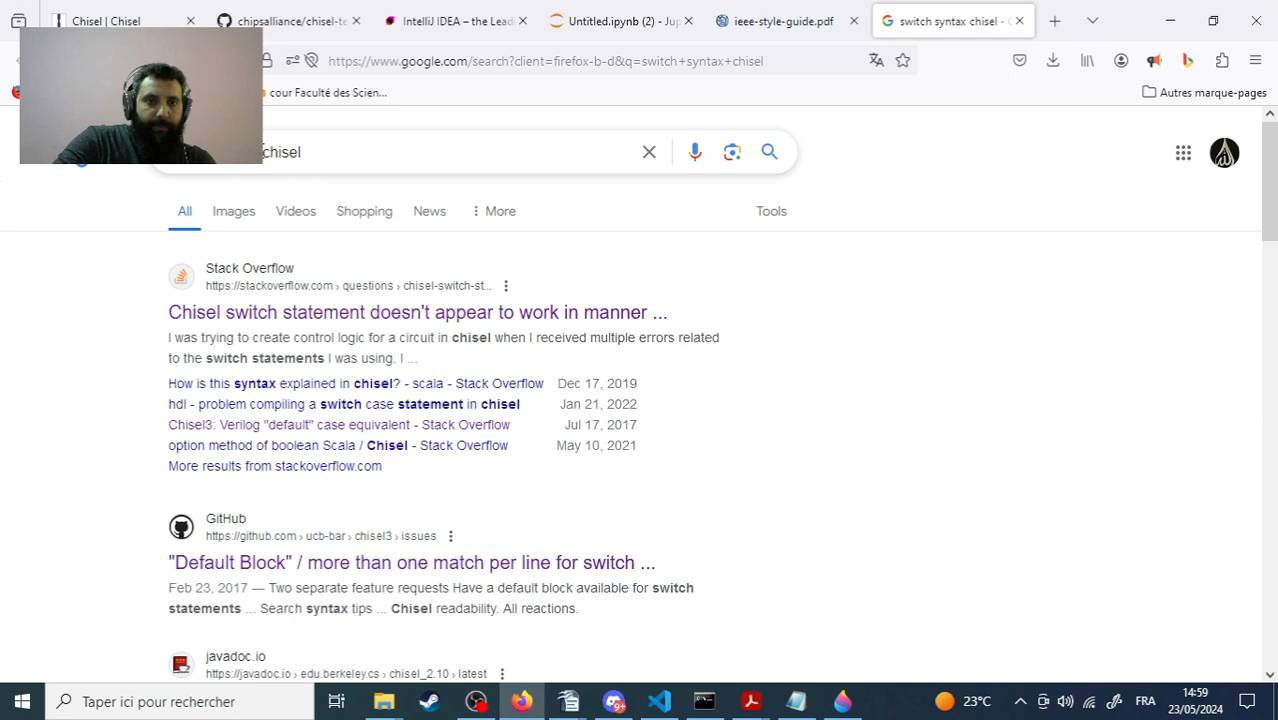 Chisel | Chisel
chipsalliance/chisel-te
IntelliJ IDEA – the Lead
Untitled.ipynb (2) - Jup
ieee-style-guide.pdf
switch syntax chisel - G
https://www.google.com/search?client=firefox-b-d&q=switch+syntax+chisel
cour Faculté des Scien...
Autres marque-pages
chisel
All
Images
Videos
Shopping
News
More
Tools
Stack Overflow
https://stackoverflow.com › questions › chisel-switch-st...
Chisel switch statement doesn't appear to work in manner ...
I was trying to create control logic for a circuit in chisel when I received multiple errors related
to the switch statements I was using. I ...
How is this syntax explained in chisel? - scala - Stack Overflow Dec 17, 2019
hdl - problem compiling a switch case statement in chisel Jan 21, 2022
Chisel3: Verilog "default" case equivalent - Stack Overflow Jul 17, 2017
option method of boolean Scala / Chisel - Stack Overflow May 10, 2021
More results from stackoverflow.com
GitHub
https://github.com › ucb-bar › chisel3 › issues
"Default Block" / more than one match per line for switch ...
Feb 23, 2017 — Two separate feature requests Have a default block available for switch
statements ... Search syntax tips ... Chisel readability. All reactions.
javadoc.io
https://javadoc.io › edu.berkeley.cs › chisel_2.10 › latest
Taper ici pour rechercher
9+
23°C
FRA
14:59
23/05/2024